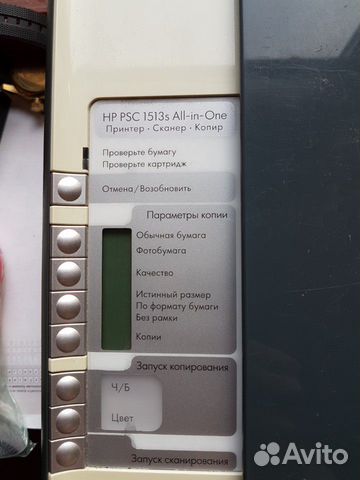 HP PSC 1513s All-in-One
Принтер · Сканер · Копир
Проверьте бумагу
Проверьте картридж
Отмена/Возобновить
Параметры копии
Обычная бумага
Фотобумага
Качество
Истинный размер
По формату бумаги
Без рамки
Копии
Запуск копирования
Ч/Б
Цвет
Запуск сканирования
Avito